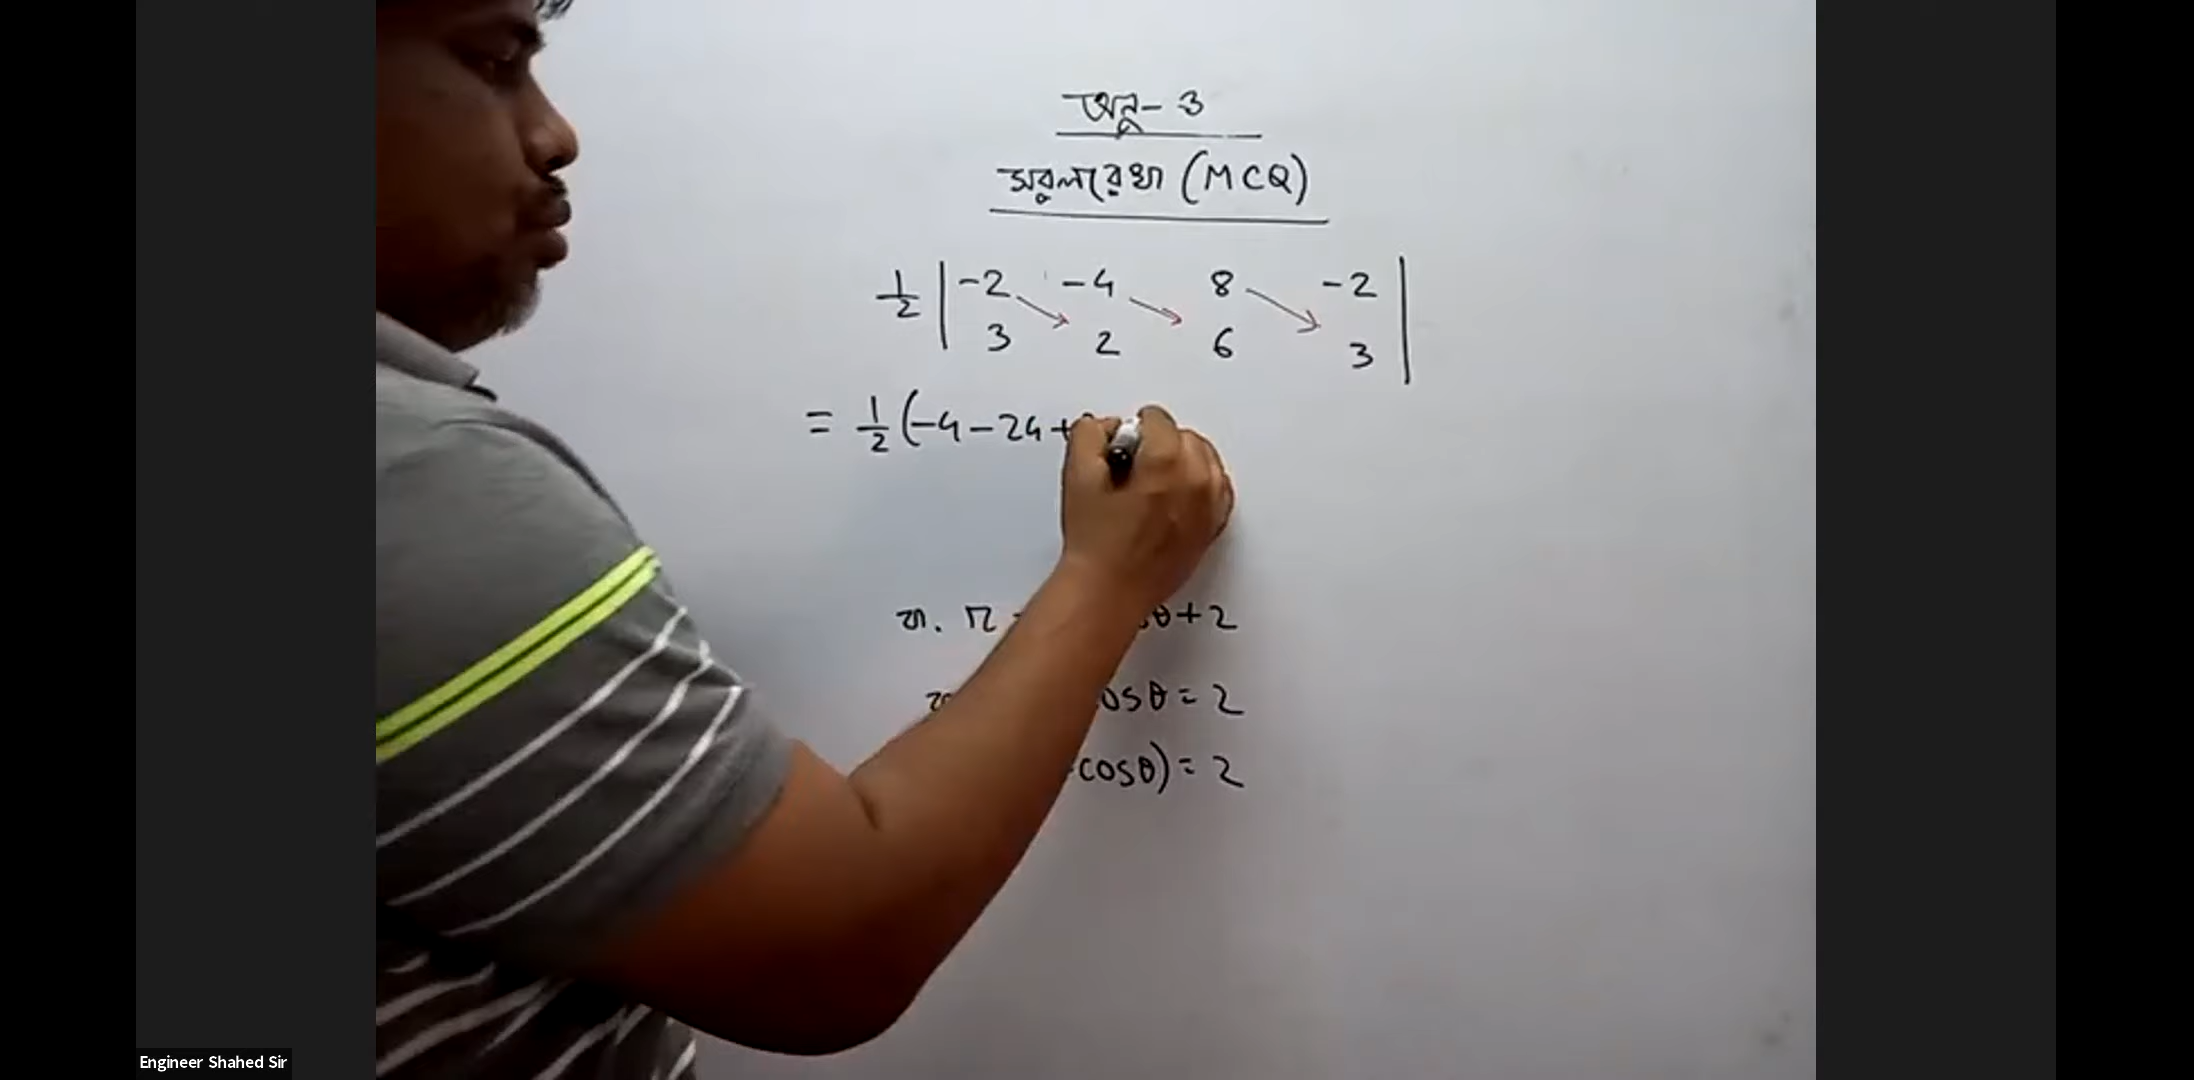 অনু- ৩
সরলরেখা (MCQ)
1/2 | -2 -4 8 -2 |
3 2 6 3
= 1/2 (-4 - 24 +
+ 2
cosθ = 2
cosθ) = 2
Engineer Shahed Sir